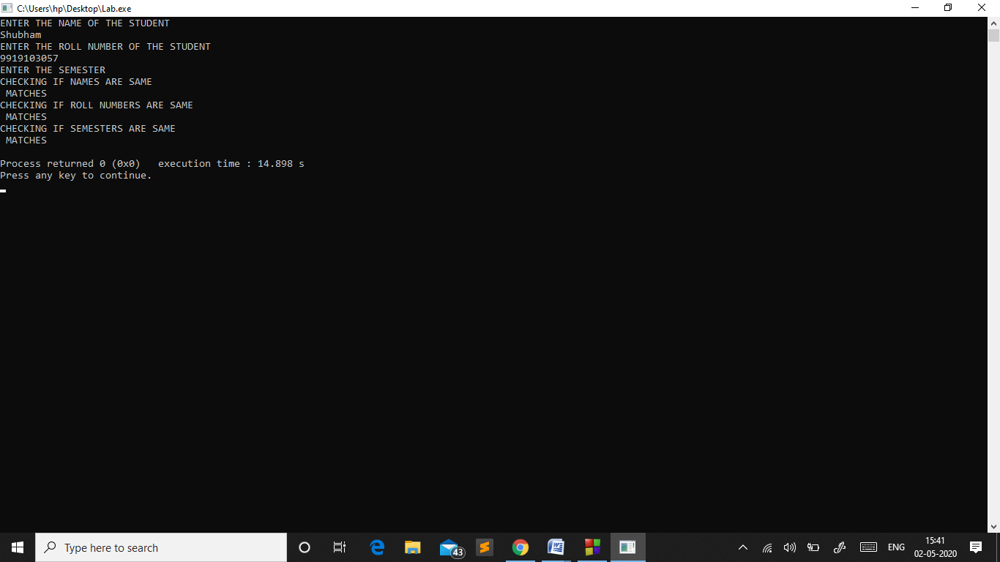 C:\Users\hp\Desktop\Lab.exe
ENTER THE NAME OF THE STUDENT
Shubham
ENTER THE ROLL NUMBER OF THE STUDENT
9919103057
ENTER THE SEMESTER
CHECKING IF NAMES ARE SAME
 MATCHES
CHECKING IF ROLL NUMBERS ARE SAME
 MATCHES
CHECKING IF SEMESTERS ARE SAME
 MATCHES
Process returned 0 (0x0)   execution time : 14.898 s
Press any key to continue.
Type here to search
43
ENG
15:41
02-05-2020